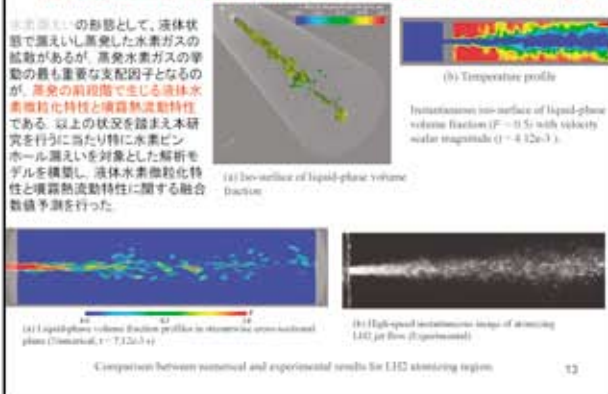 水素漏えいの形態として、液体状
態で漏えいし蒸発した水素ガスの
拡散があるが、蒸発水素ガスの挙
動の最も重要な支配因子となるの
が、蒸発の前段階で生じる液体水
素微粒化特性と噴霧熱流動特性
である。以上の状況を踏まえ本研
究を行うに当たり特に水素ピン
ホール漏えいを対象とした解析モ
デルを構築し、液体水素微粒化特
性と噴霧熱流動特性に関する融合
数値予測を行った.
(a) Iso-surface of liquid-phase volume
fraction
(b) Temperature profile
Instantaneous iso-surface of liquid-phase
volume fraction (F = 0.5) with velocity
scalar magnitude (t = 4.12e-3 ).
(a) Liquid-phase volume fraction profiles in streamwise cross-sectional
plane (Numerical, t = 7.12e-3 s)
(b) High-speed instantaneous image of atomizing
LH2 jet flow (Experimental)
Comparison between numerical and experimental results for LH2 atomizing region.
13